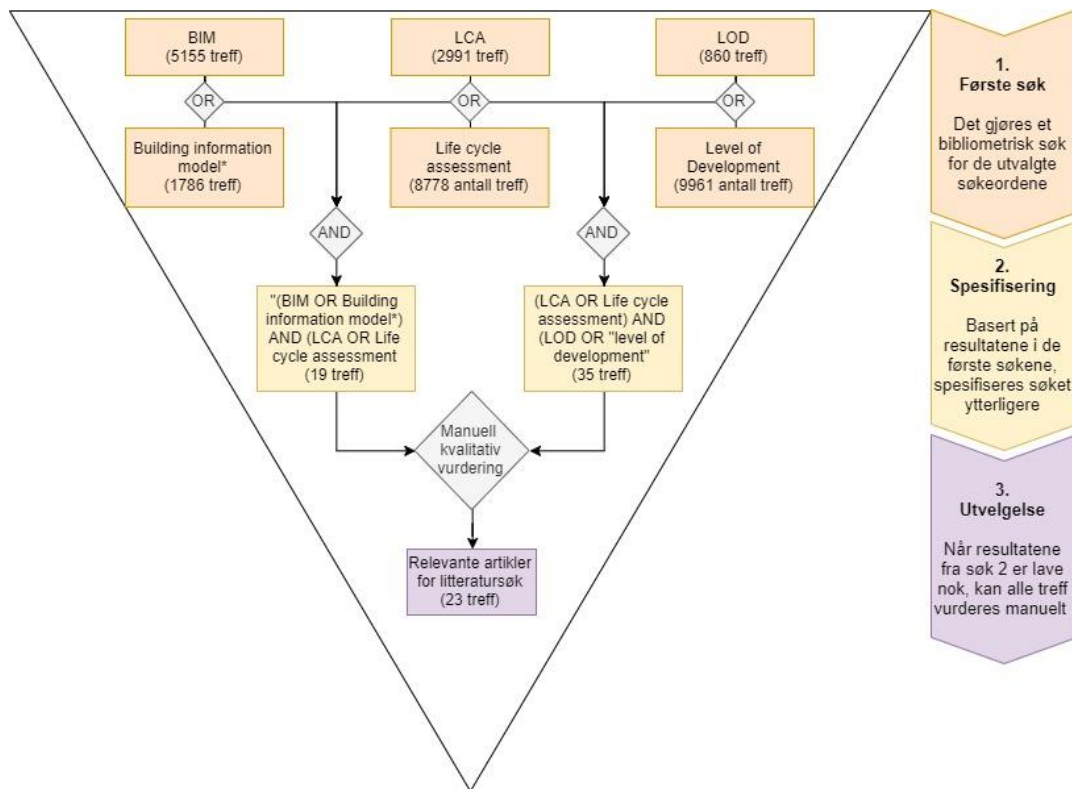 BIM
(5155 treff)
LCA
(2991 treff)
LOD
(860 treff)
OR
OR
OR
Building information
model*
(1786 treff)
Life cycle
assessment
(8778 antall treff)
Level of
Development
(9961 antall treff)
AND
AND
"(BIM OR Building
information model*)
AND (LCA OR Life
cycle assessment
(19 treff)
(LCA OR Life cycle
assessment) AND
(LOD OR "level of
development"
(35 treff)
Manuell
kvalitativ
vurdering
Relevante artikler
for litteratursøk
(23 treff)
1.
Første søk
Det gjøres et
bibliometrisk søk
for de utvalgte
søkeordene
2.
Spesifisering
Basert på
resultatene i de
første søkene,
spesifiseres søket
ytterligere
3.
Utvelgelse
Når resultatene
fra søk 2 er lave
nok, kan alle treff
vurderes manuelt